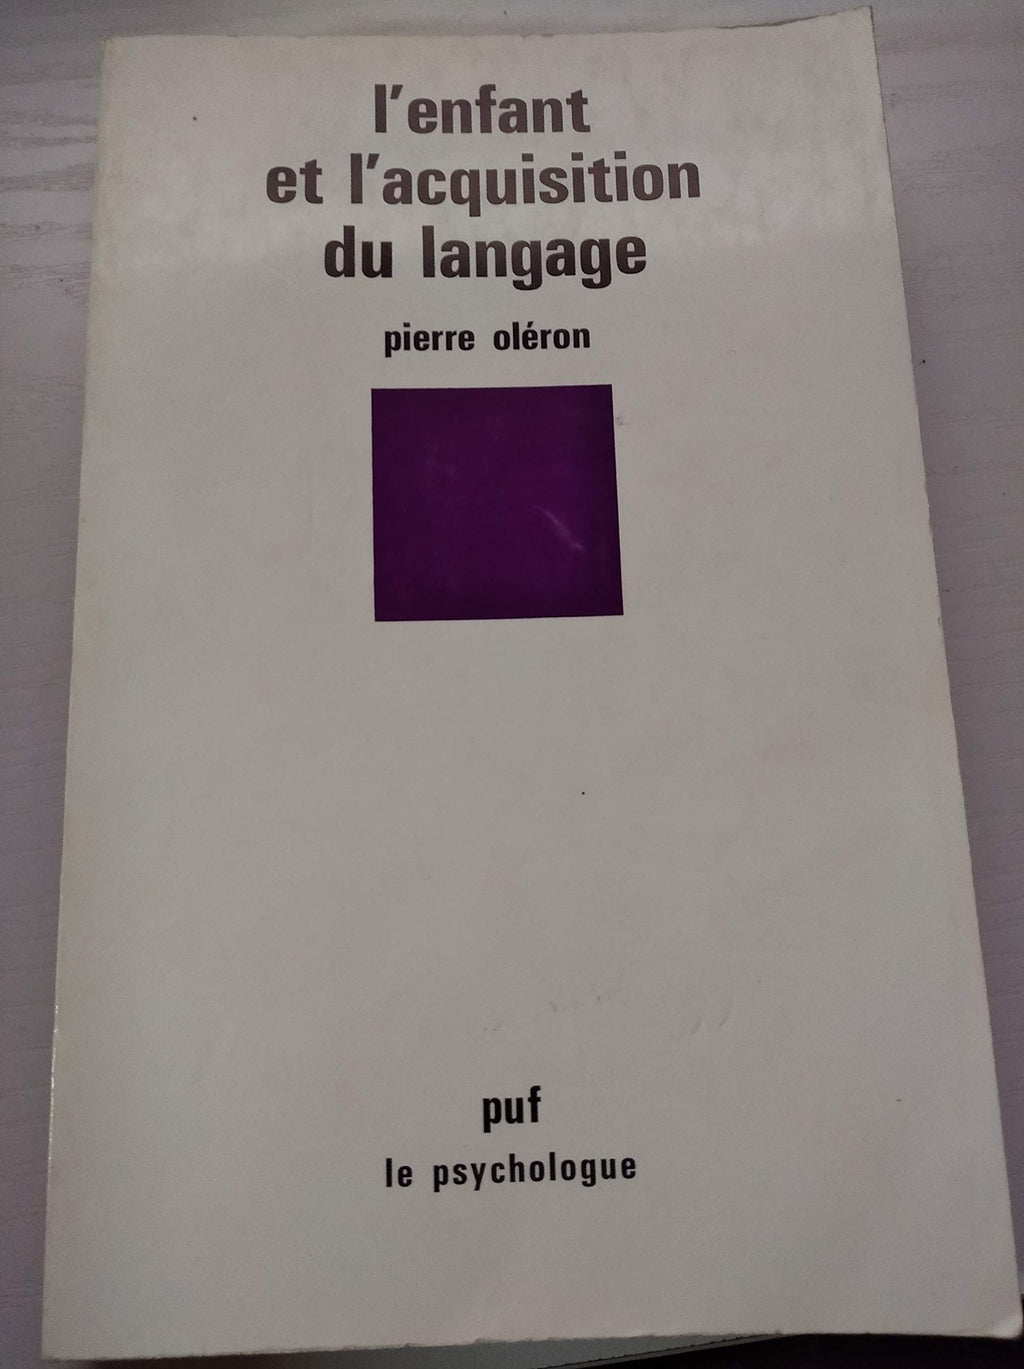 l'enfant
et l'acquisition
du langage
pierre oléron
puf
le psychologue